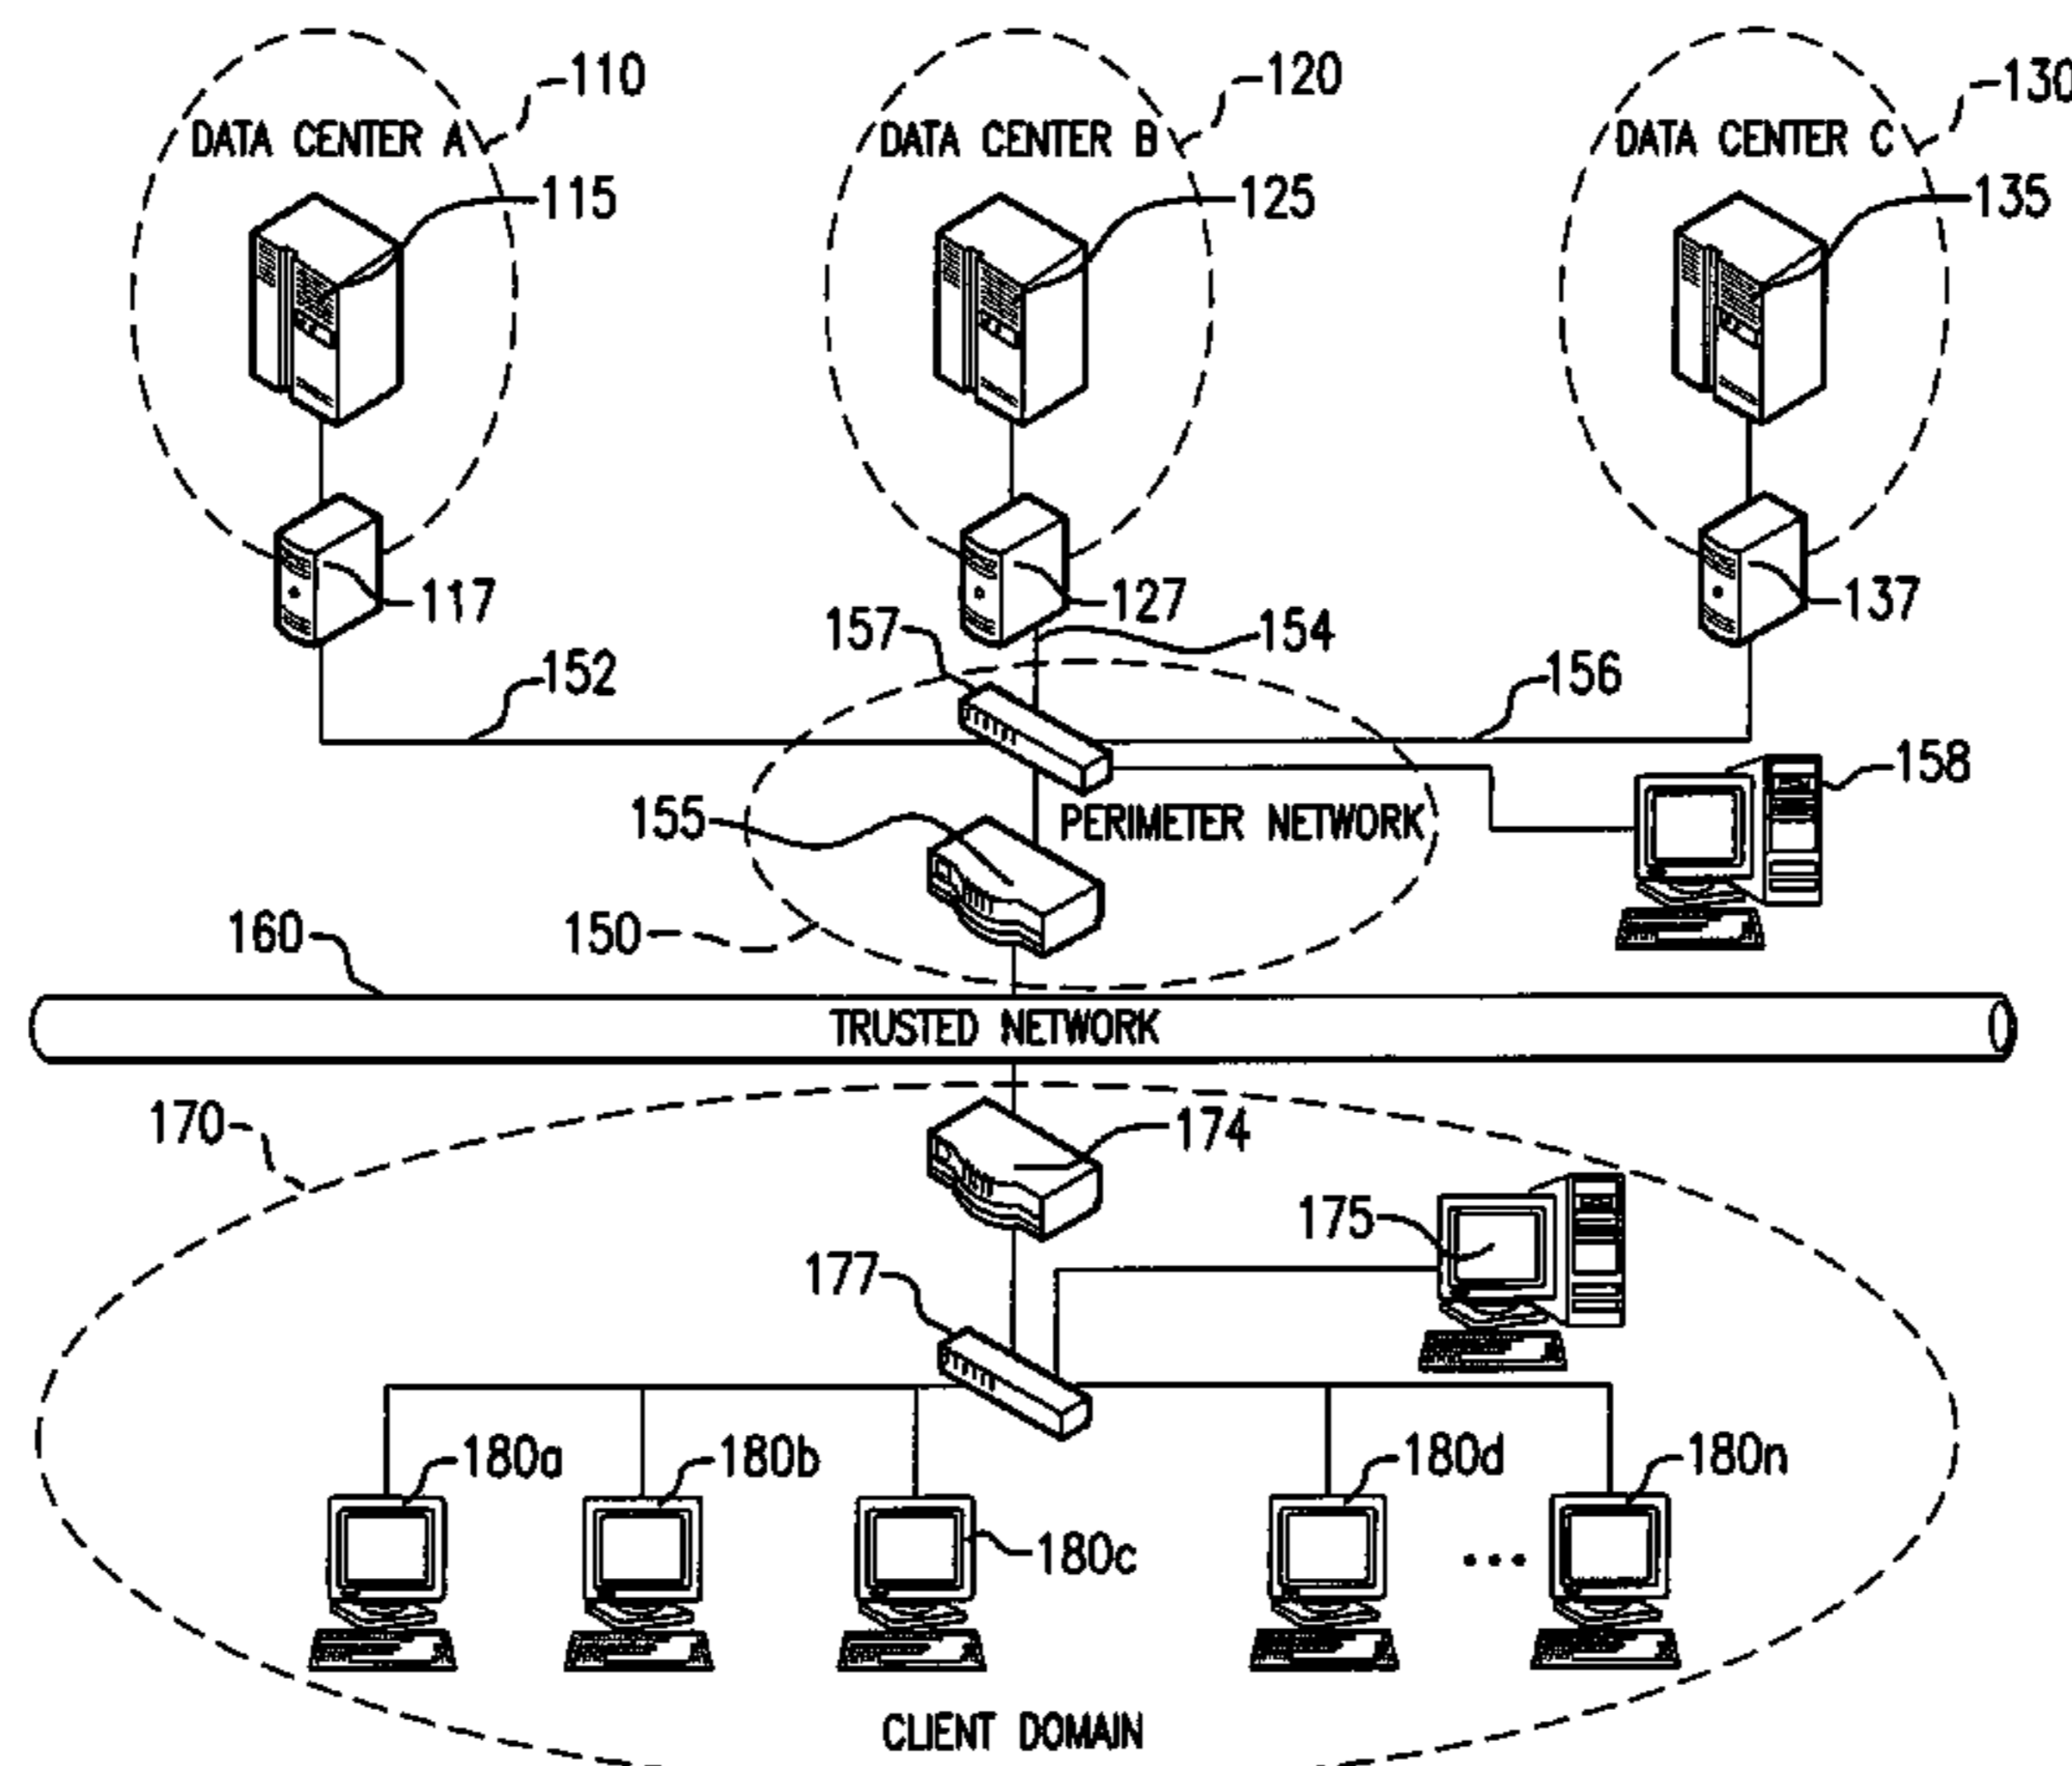 110
120
130
DATA CENTER A
DATA CENTER B
DATA CENTER C
115
125
135
117
127
137
157
154
152
156
158
155
PERIMETER NETWORK
150
160
TRUSTED NETWORK
170
174
175
177
180a
180b
180d
180n
180c
...
CLIENT DOMAIN